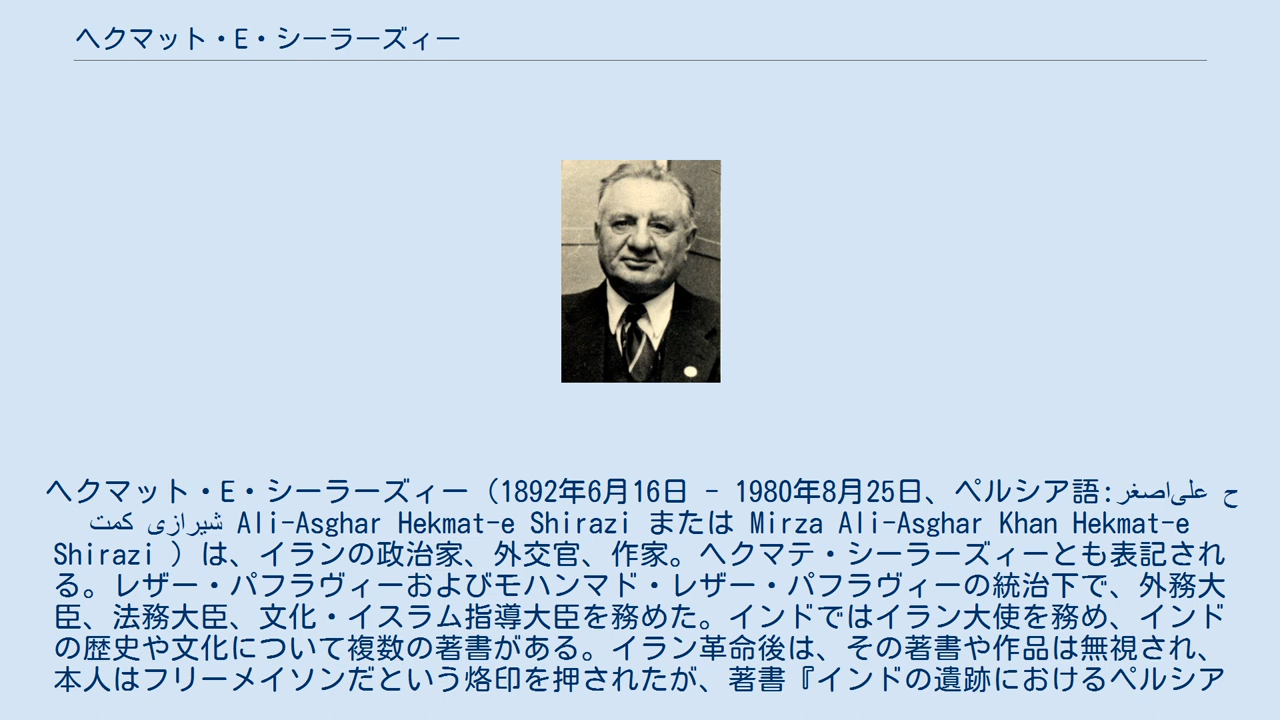 ヘクマット・E・シーラーズィー
ヘクマット・E・シーラーズィー（1892年6月16日 - 1980年8月25日、ペルシア語:علی‌اصغر ح
کمت شیرازی Ali-Asghar Hekmat-e Shirazi または Mirza Ali-Asghar Khan Hekmat-e
Shirazi ）は、イランの政治家、外交官、作家。ヘクマテ・シーラーズィーとも表記され
る。レザー・パフラヴィーおよびモハンマド・レザー・パフラヴィーの統治下で、外務大
臣、法務大臣、文化・イスラム指導大臣を務めた。インドではイラン大使を務め、インド
の歴史や文化について複数の著書がある。イラン革命後は、その著書や作品は無視され、
本人はフリーメイソンだという烙印を押されたが、著書『インドの遺跡におけるペルシア